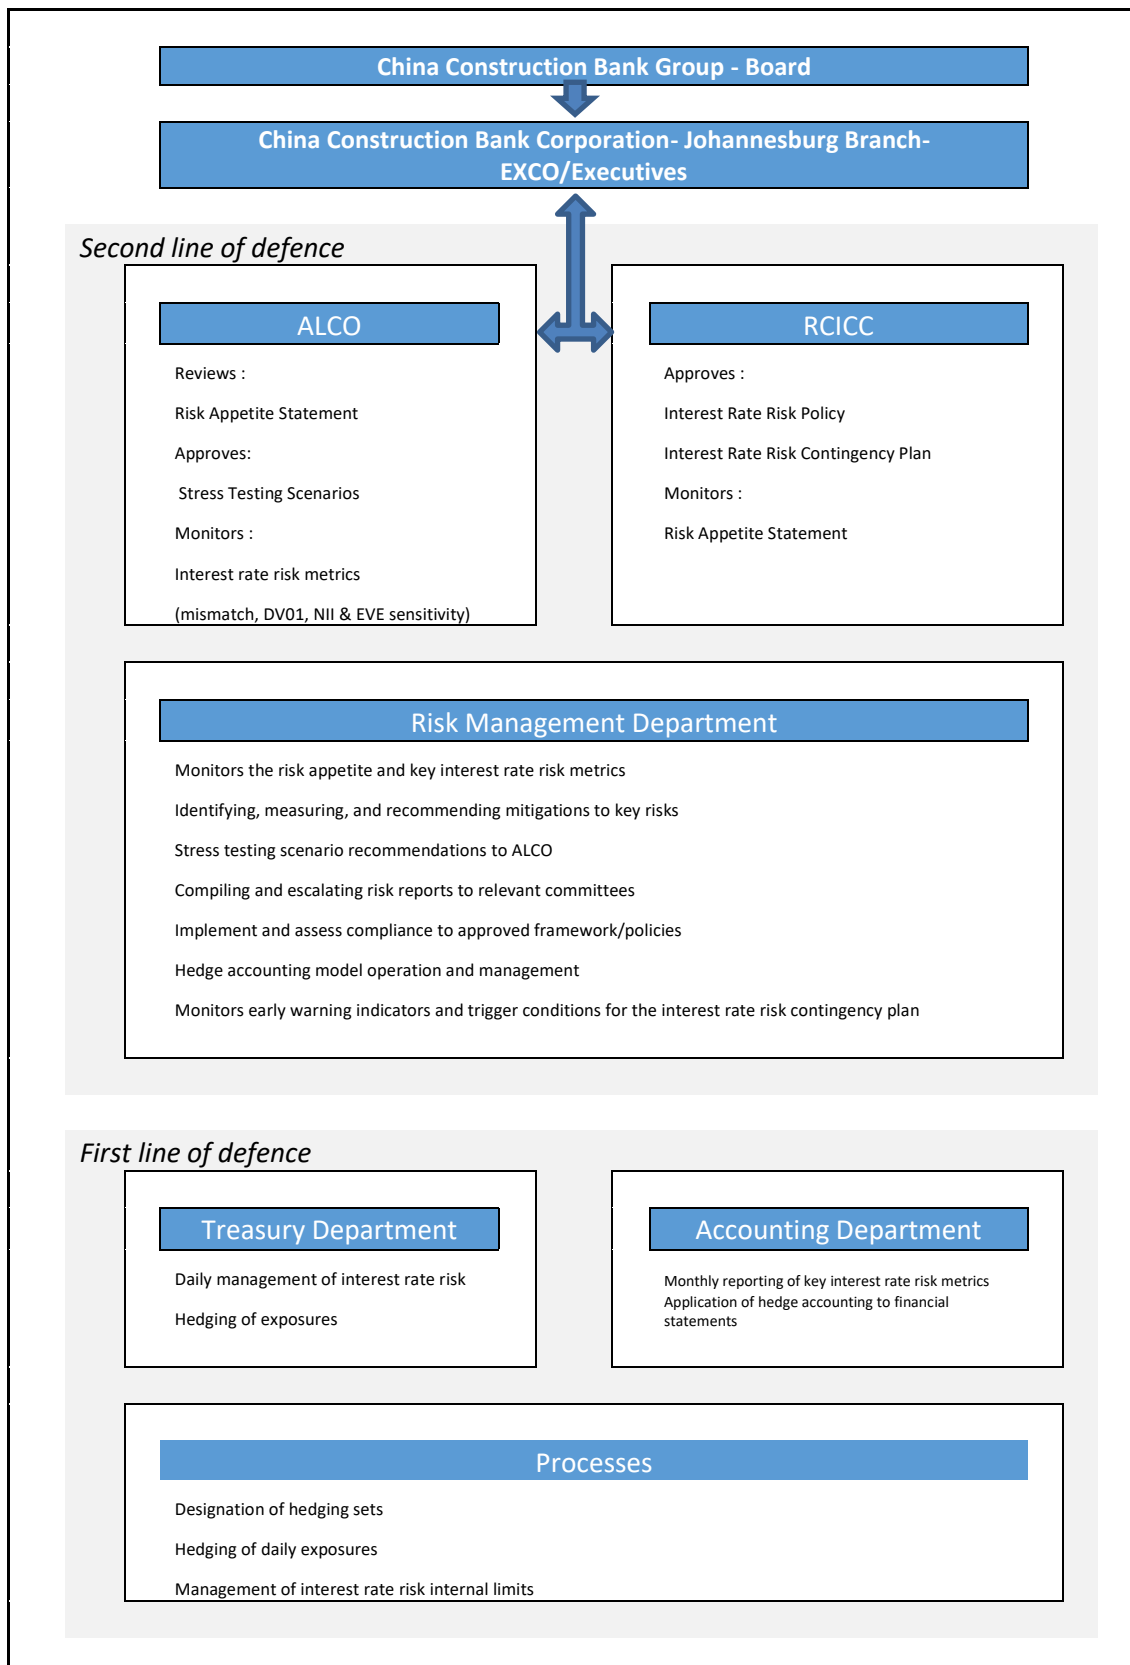 China Construction Bank Group - Board
China Construction Bank Corporation- Johannesburg Branch-
EXCO/Executives
Second line of defence
ALCO
Reviews :
Risk Appetite Statement
Approves:
Stress Testing Scenarios
Monitors :
Interest rate risk metrics
(mismatch, DV01, NII & EVE sensitivity)
RCICC
Approves :
Interest Rate Risk Policy
Interest Rate Risk Contingency Plan
Monitors :
Risk Appetite Statement
Risk Management Department
Monitors the risk appetite and key interest rate risk metrics
Identifying, measuring, and recommending mitigations to key risks
Stress testing scenario recommendations to ALCO
Compiling and escalating risk reports to relevant committees
Implement and assess compliance to approved framework/policies
Hedge accounting model operation and management
Monitors early warning indicators and trigger conditions for the interest rate risk contingency plan
First line of defence
Treasury Department
Daily management of interest rate risk
Hedging of exposures
Accounting Department
Monthly reporting of key interest rate risk metrics
Application of hedge accounting to financial
statements
Processes
Designation of hedging sets
Hedging of daily exposures
Management of interest rate risk internal limits